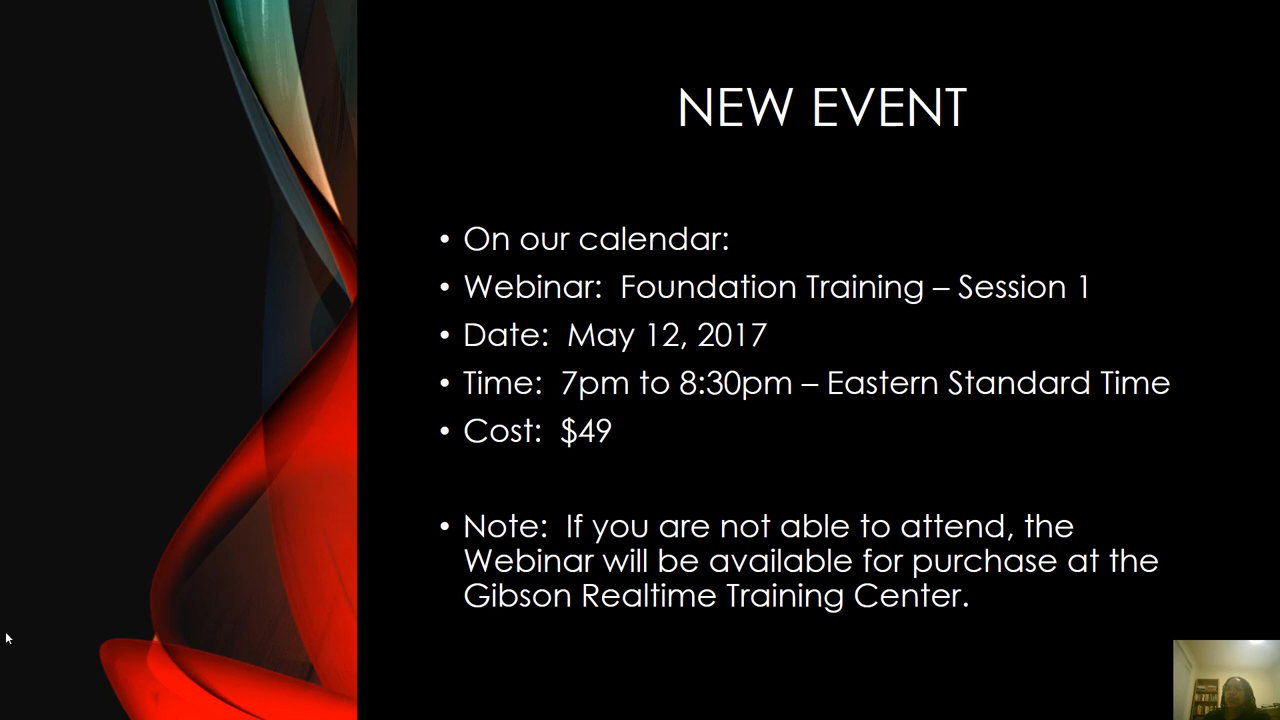 NEW EVENT
• On our calendar:
• Webinar:  Foundation Training – Session 1
• Date:  May 12, 2017
• Time:  7pm to 8:30pm – Eastern Standard Time
• Cost:  $49
• Note:  If you are not able to attend, the
Webinar will be available for purchase at the
Gibson Realtime Training Center.